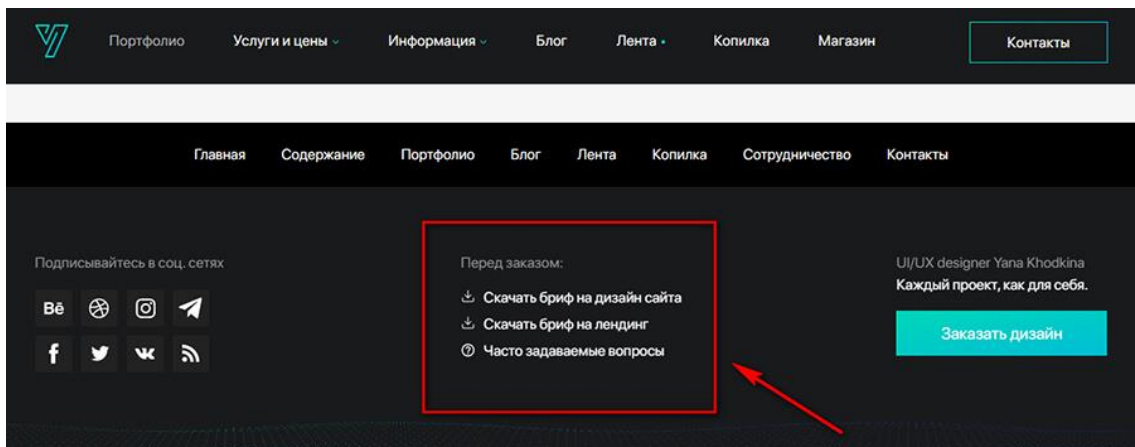 Портфолио Услуги и цены Информация Блог Лента Копилка Магазин Контакты
Главная Содержание Портфолио Блог Лента Копилка Сотрудничество Контакты
Подписывайтесь в соц. сетях
Перед заказом:
Скачать бриф на дизайн сайта
Скачать бриф на лендинг
Часто задаваемые вопросы
UI/UX designer Yana Khodkina
Каждый проект, как для себя.
Заказать дизайн